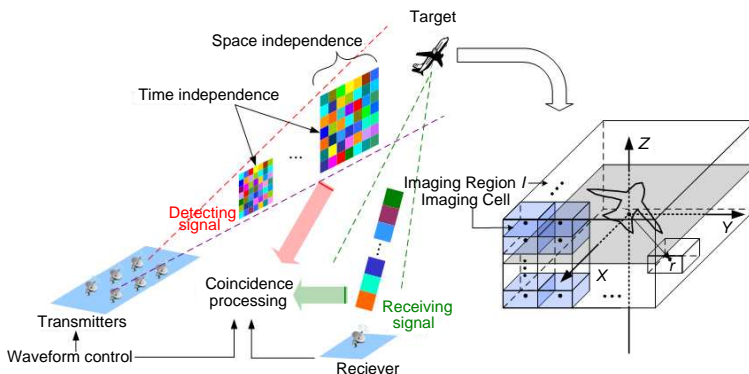 Target
Space independence
Time independence
...
Z
Imaging Region I
Imaging Cell
Detecting
signal
Y
r
X
Coincidence
processing
Receiving
signal
...
Transmitters
Waveform control
Reciever